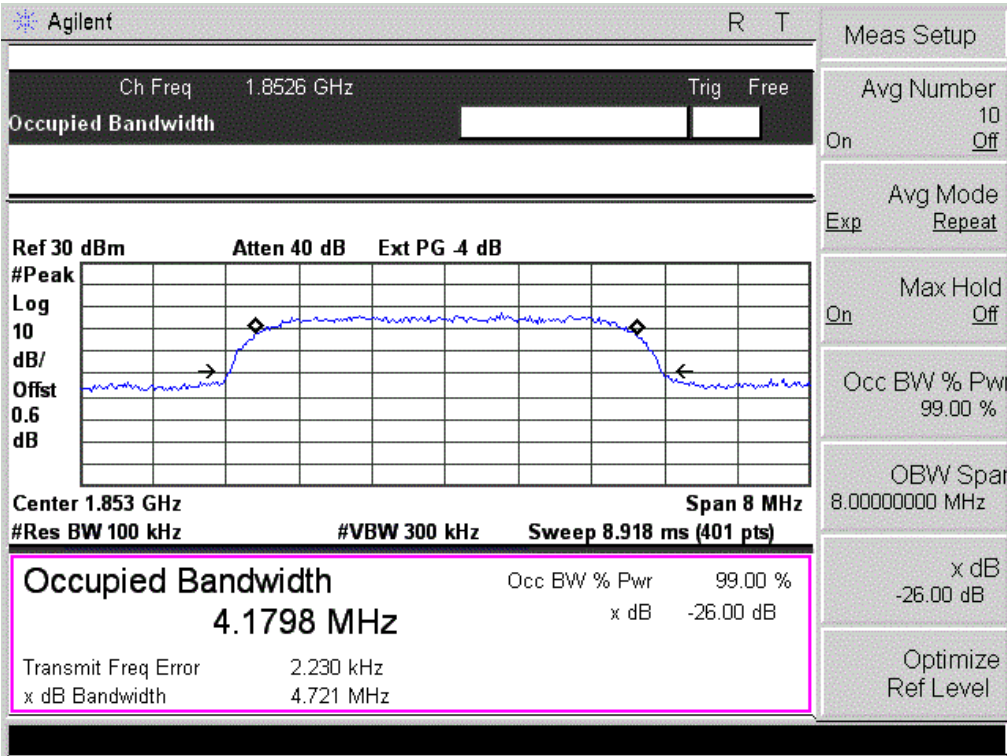 Agilent R T
Ch Freq 1.8526 GHz Trig Free
Occupied Bandwidth
Ref 30 dBm Atten 40 dB Ext PG -4 dB
#Peak
Log
10
dB/
Offst
0.6
dB
Center 1.853 GHz Span 8 MHz
#Res BW 100 kHz #VBW 300 kHz Sweep 8.918 ms (401 pts)
Occupied Bandwidth
4.1798 MHz
Occ BW % Pwr 99.00 %
x dB -26.00 dB
Transmit Freq Error 2.230 kHz
x dB Bandwidth 4.721 MHz
Meas Setup
Avg Number
10
On Off
Avg Mode
Exp Repeat
Max Hold
On Off
Occ BW % Pwr
99.00 %
OBW Span
8.00000000 MHz
x dB
-26.00 dB
Optimize
Ref Level